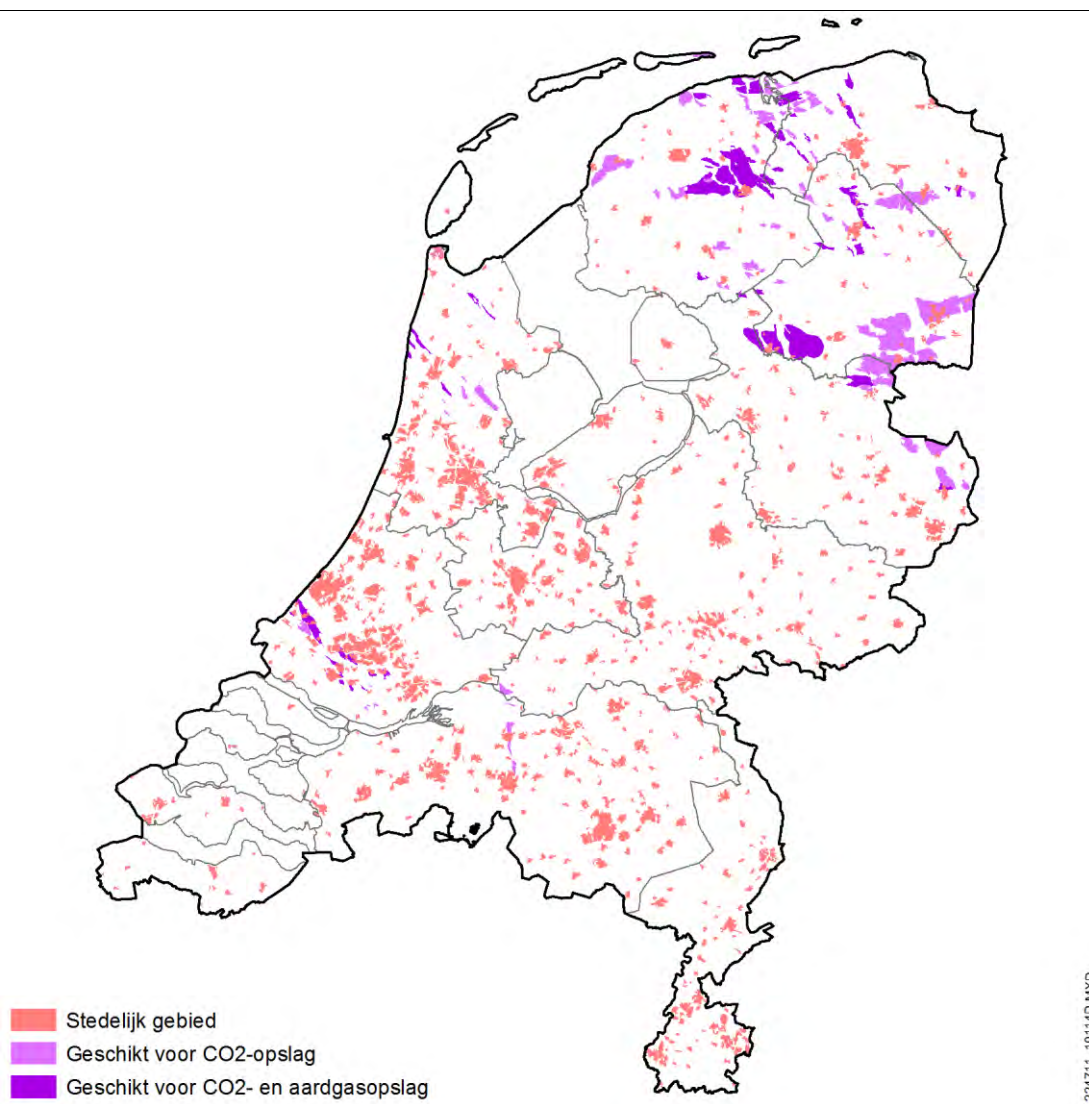 Stedelijk gebied
Geschikt voor CO2-opslag
Geschikt voor CO2- en aardgasopslag